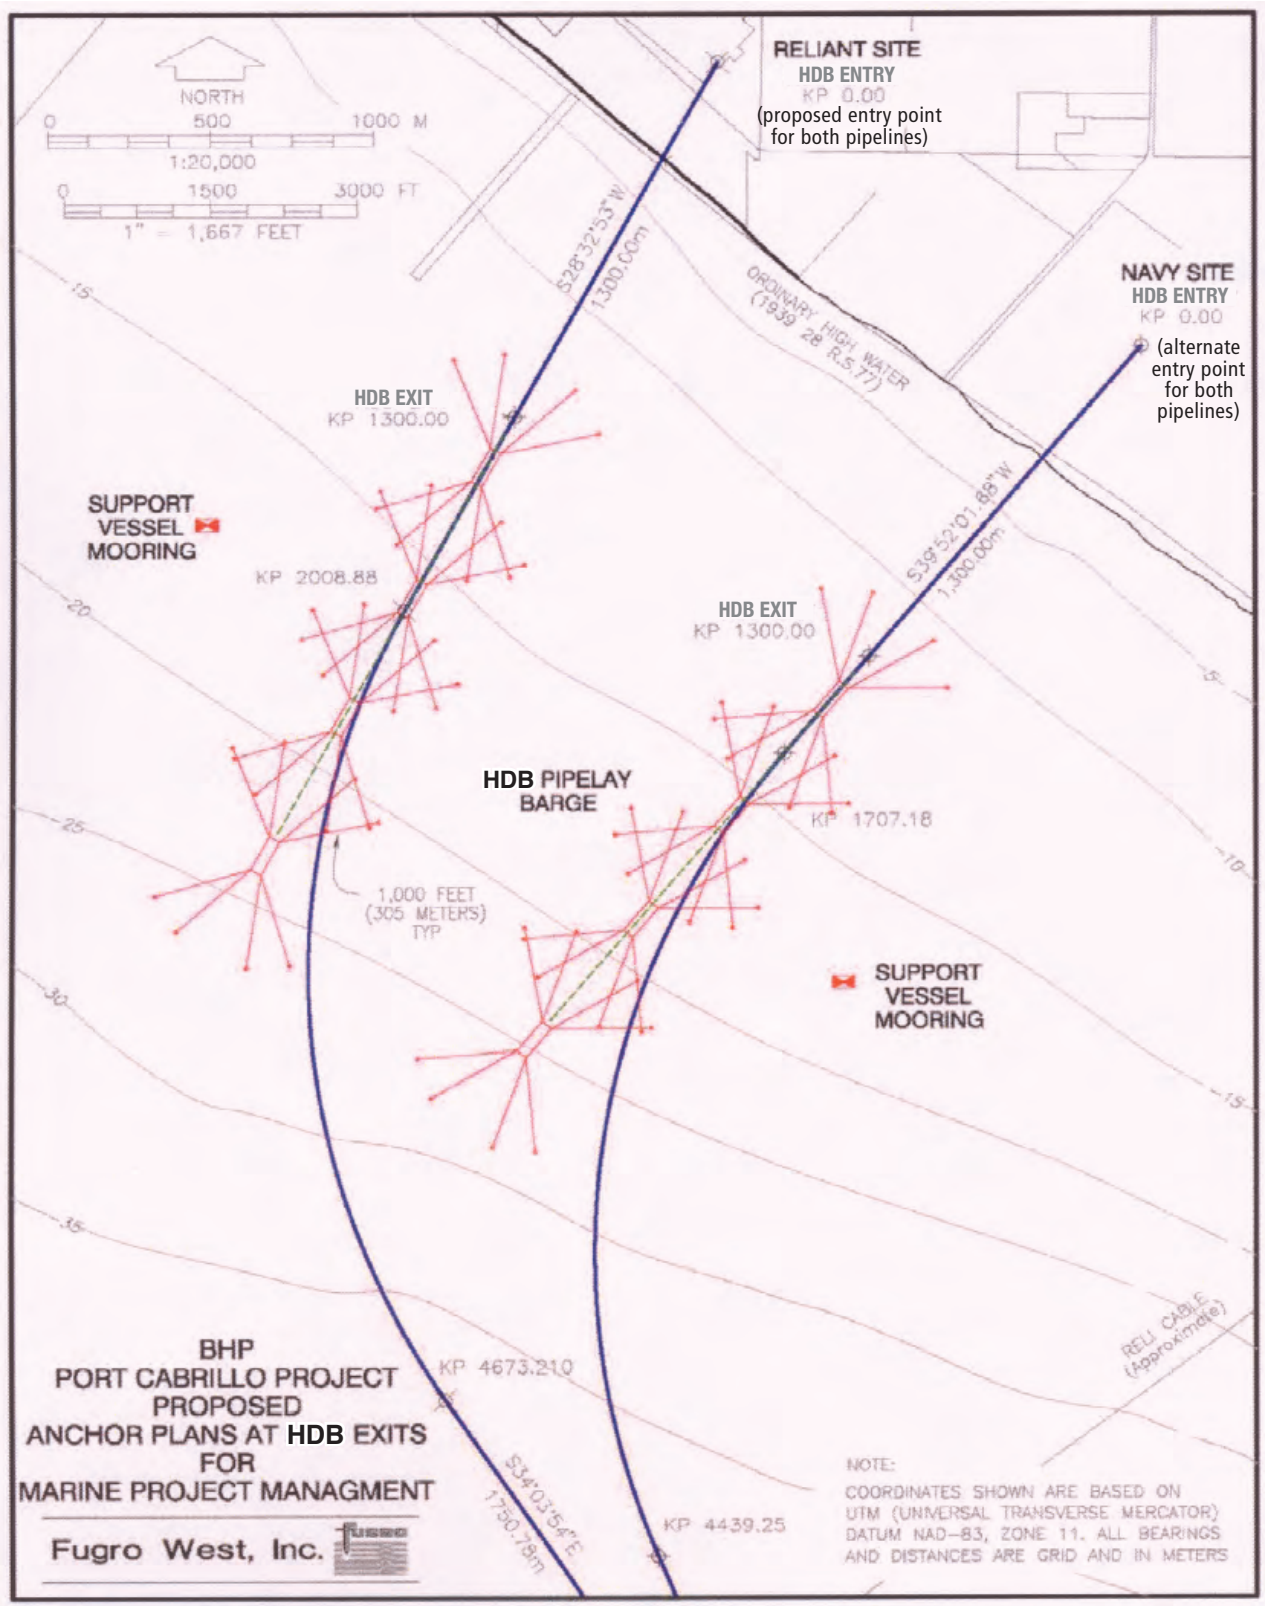 RELIANT SITE
HDB ENTRY
KP 0.00
(proposed entry point
for both pipelines)
NORTH
0 500 1000 M
1:20,000
0 1500 3000 FT
1" = 1,667 FEET
S28°32'53"W
1300.00m
ORDINARY HIGH WATER
(1939 28 R.S.77)
NAVY SITE
HDB ENTRY
KP 0.00
(alternate
entry point
for both
pipelines)
-15
HDB EXIT
KP 1300.00
SUPPORT
VESSEL
MOORING
S39°52'01.88"W
1,300.00m
KP 2008.88
-20
HDB EXIT
KP 1300.00
-5
HDB PIPELAY
BARGE
-25
KP 1707.18
-10
1,000 FEET
(305 METERS)
TYP
-30
SUPPORT
VESSEL
MOORING
-15
-35
RELI CABLE
(Approximate)
BHP
PORT CABRILLO PROJECT
PROPOSED
ANCHOR PLANS AT HDB EXITS
FOR
MARINE PROJECT MANAGMENT
KP 4673.210
S34°03'54"E
1750.78m
Fugro West, Inc.
FUGRO
KP 4439.25
NOTE:
COORDINATES SHOWN ARE BASED ON
UTM (UNIVERSAL TRANSVERSE MERCATOR)
DATUM NAD-83, ZONE 11. ALL BEARINGS
AND DISTANCES ARE GRID AND IN METERS